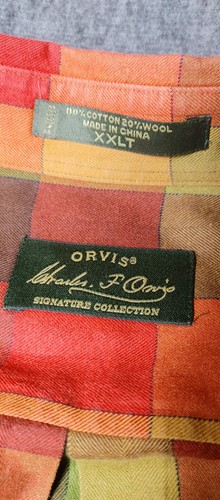 80% COTTON 20% WOOL
MADE IN CHINA
XXLT
ORVIS®
Charles F. Orvis
SIGNATURE COLLECTION